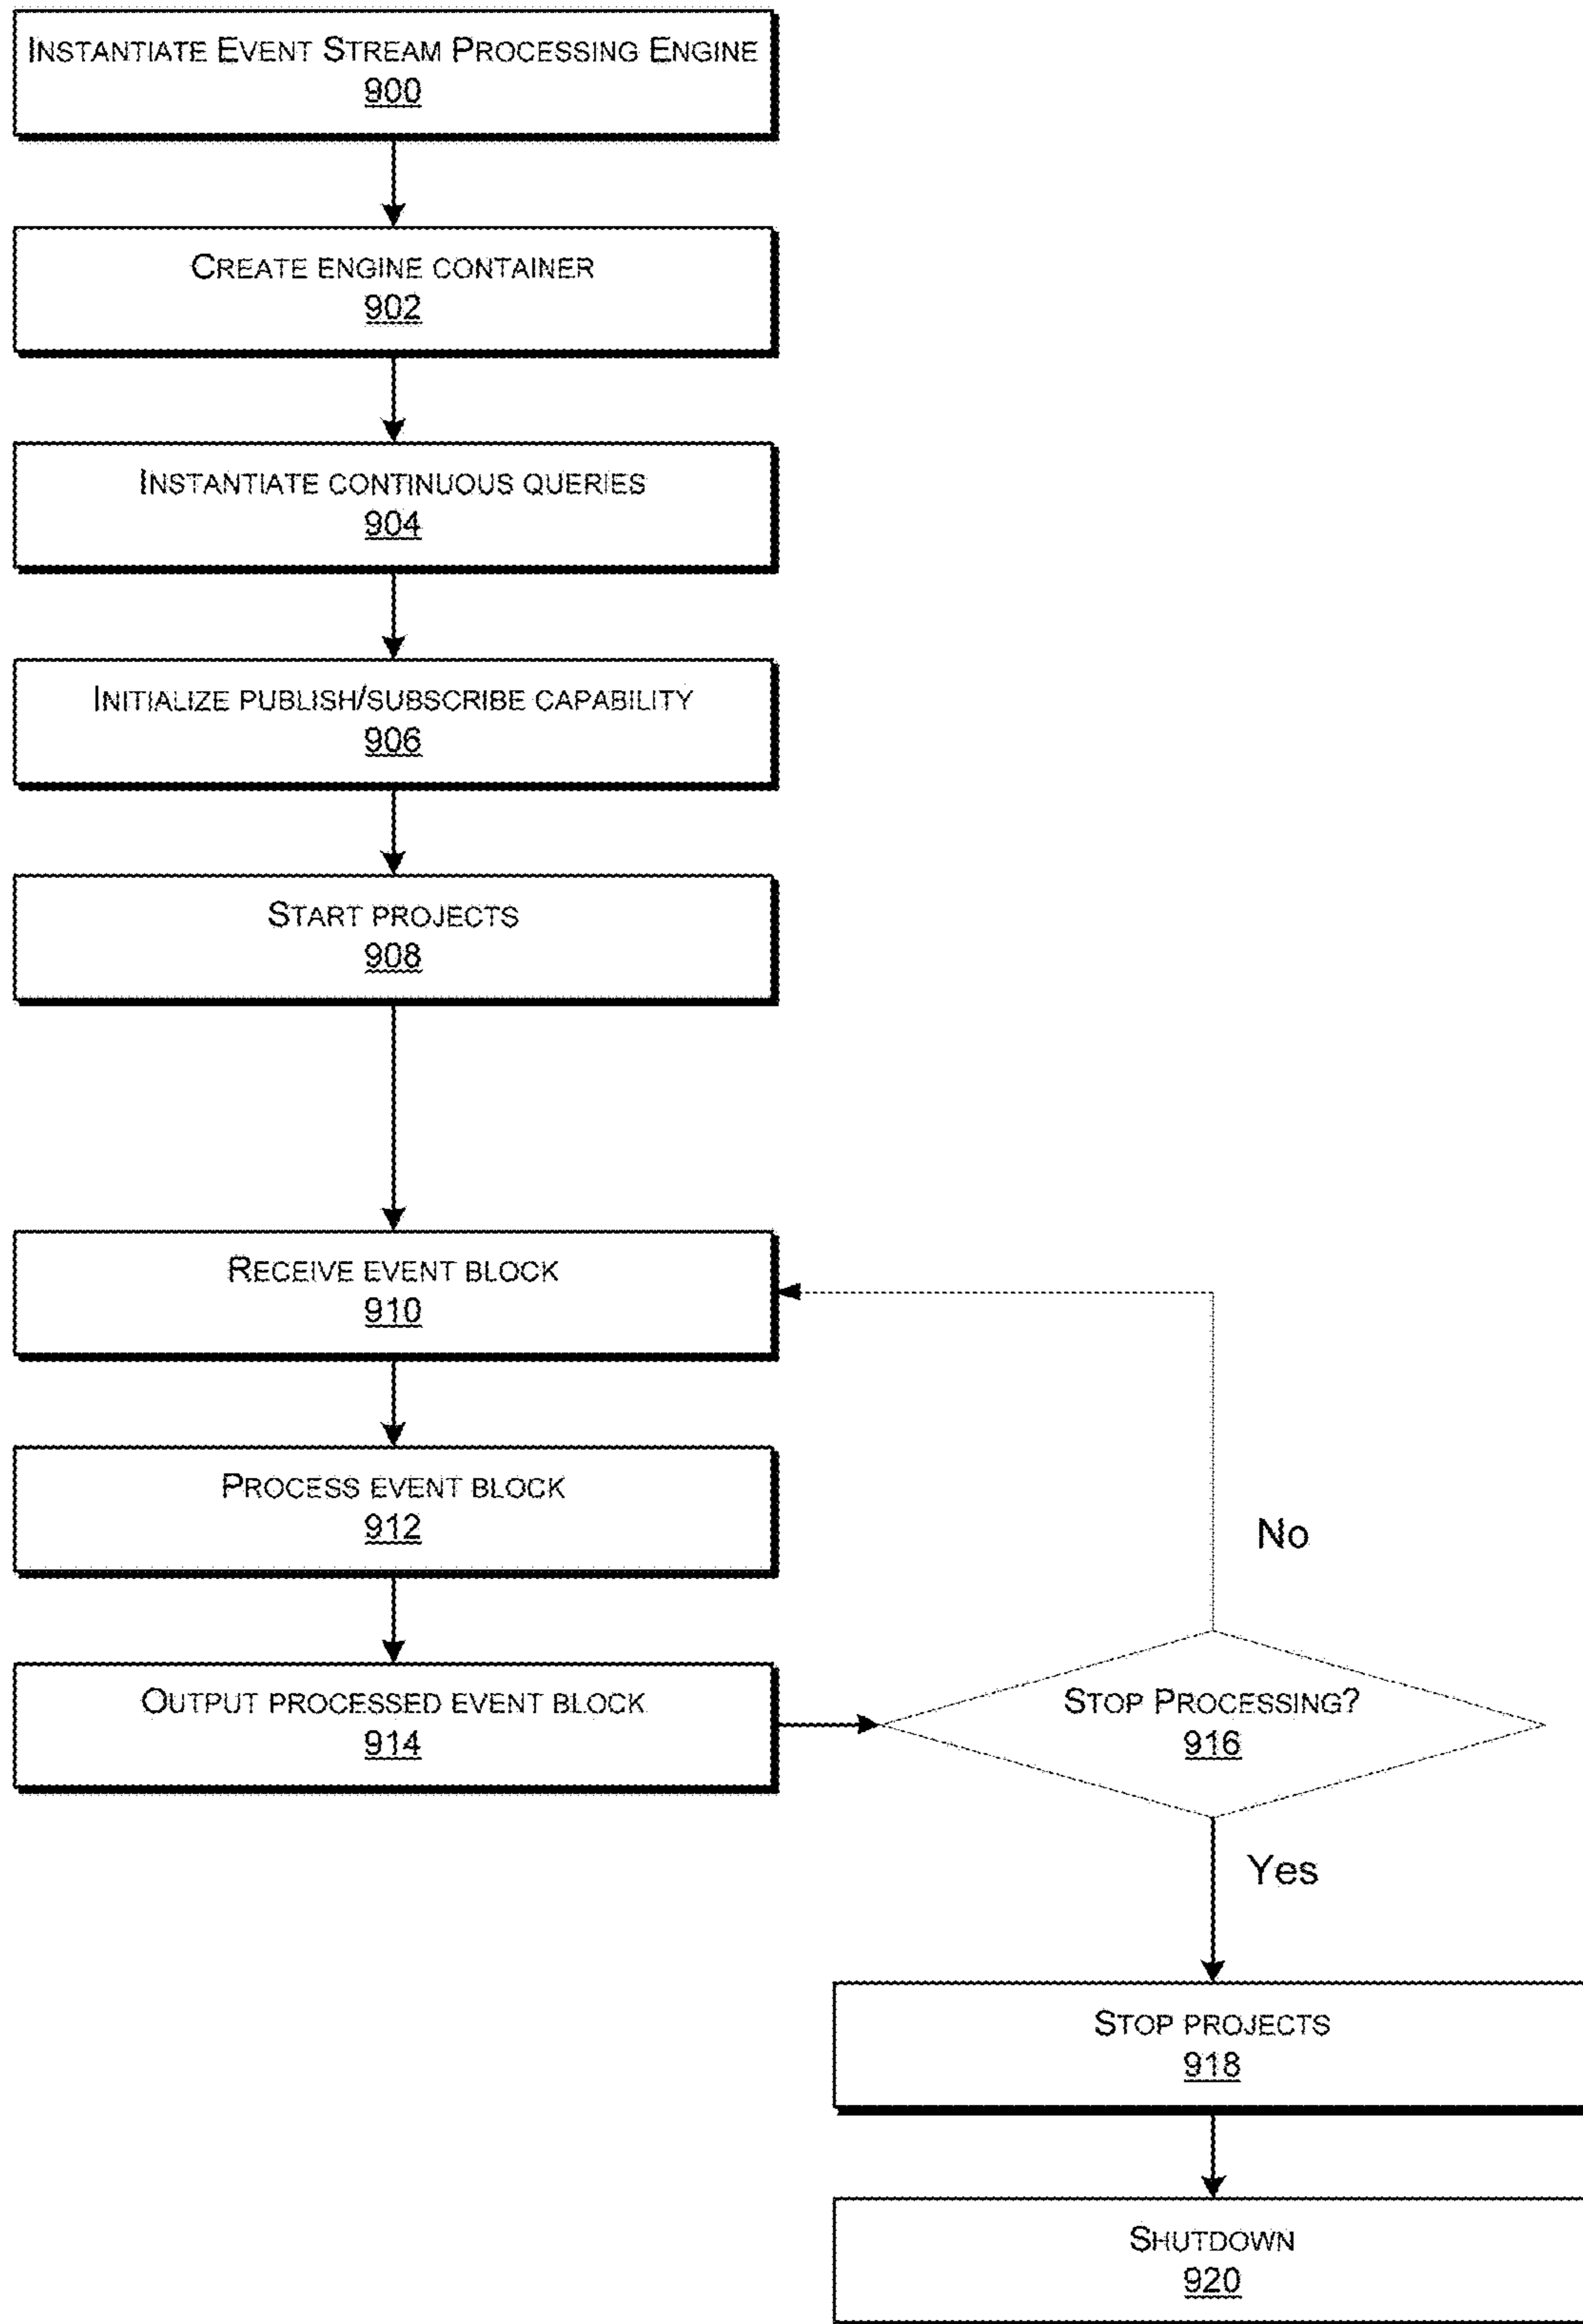 INSTANTIATE EVENT STREAM PROCESSING ENGINE
900
CREATE ENGINE CONTAINER
902
INSTANTIATE CONTINUOUS QUERIES
904
INITIALIZE PUBLISH/SUBSCRIBE CAPABILITY
906
START PROJECTS
908
RECEIVE EVENT BLOCK
910
PROCESS EVENT BLOCK
912
No
OUTPUT PROCESSED EVENT BLOCK
914
STOP PROCESSING?
916
Yes
STOP PROJECTS
918
SHUTDOWN
920